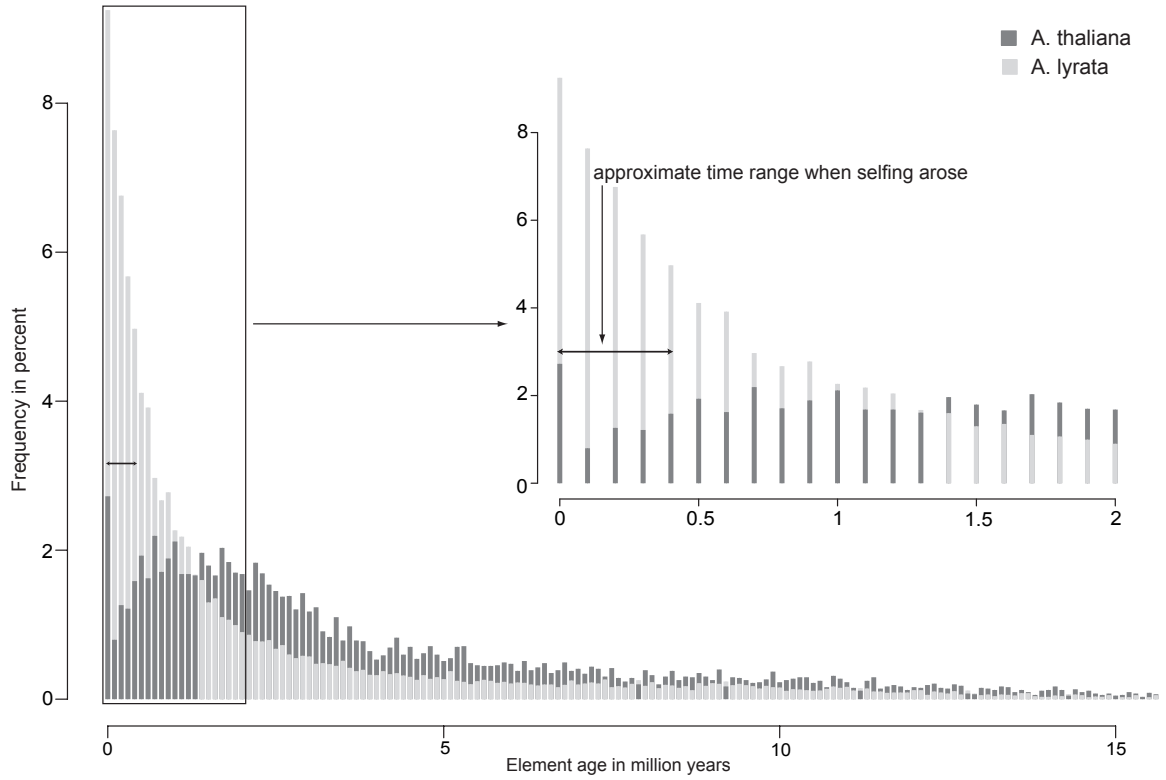 A. thaliana
A. lyrata
8
6
4
2
0
Frequency in percent
8
6
4
2
0
approximate time range when selfing arose
0 0.5 1 1.5 2
0 5 10 15
Element age in million years